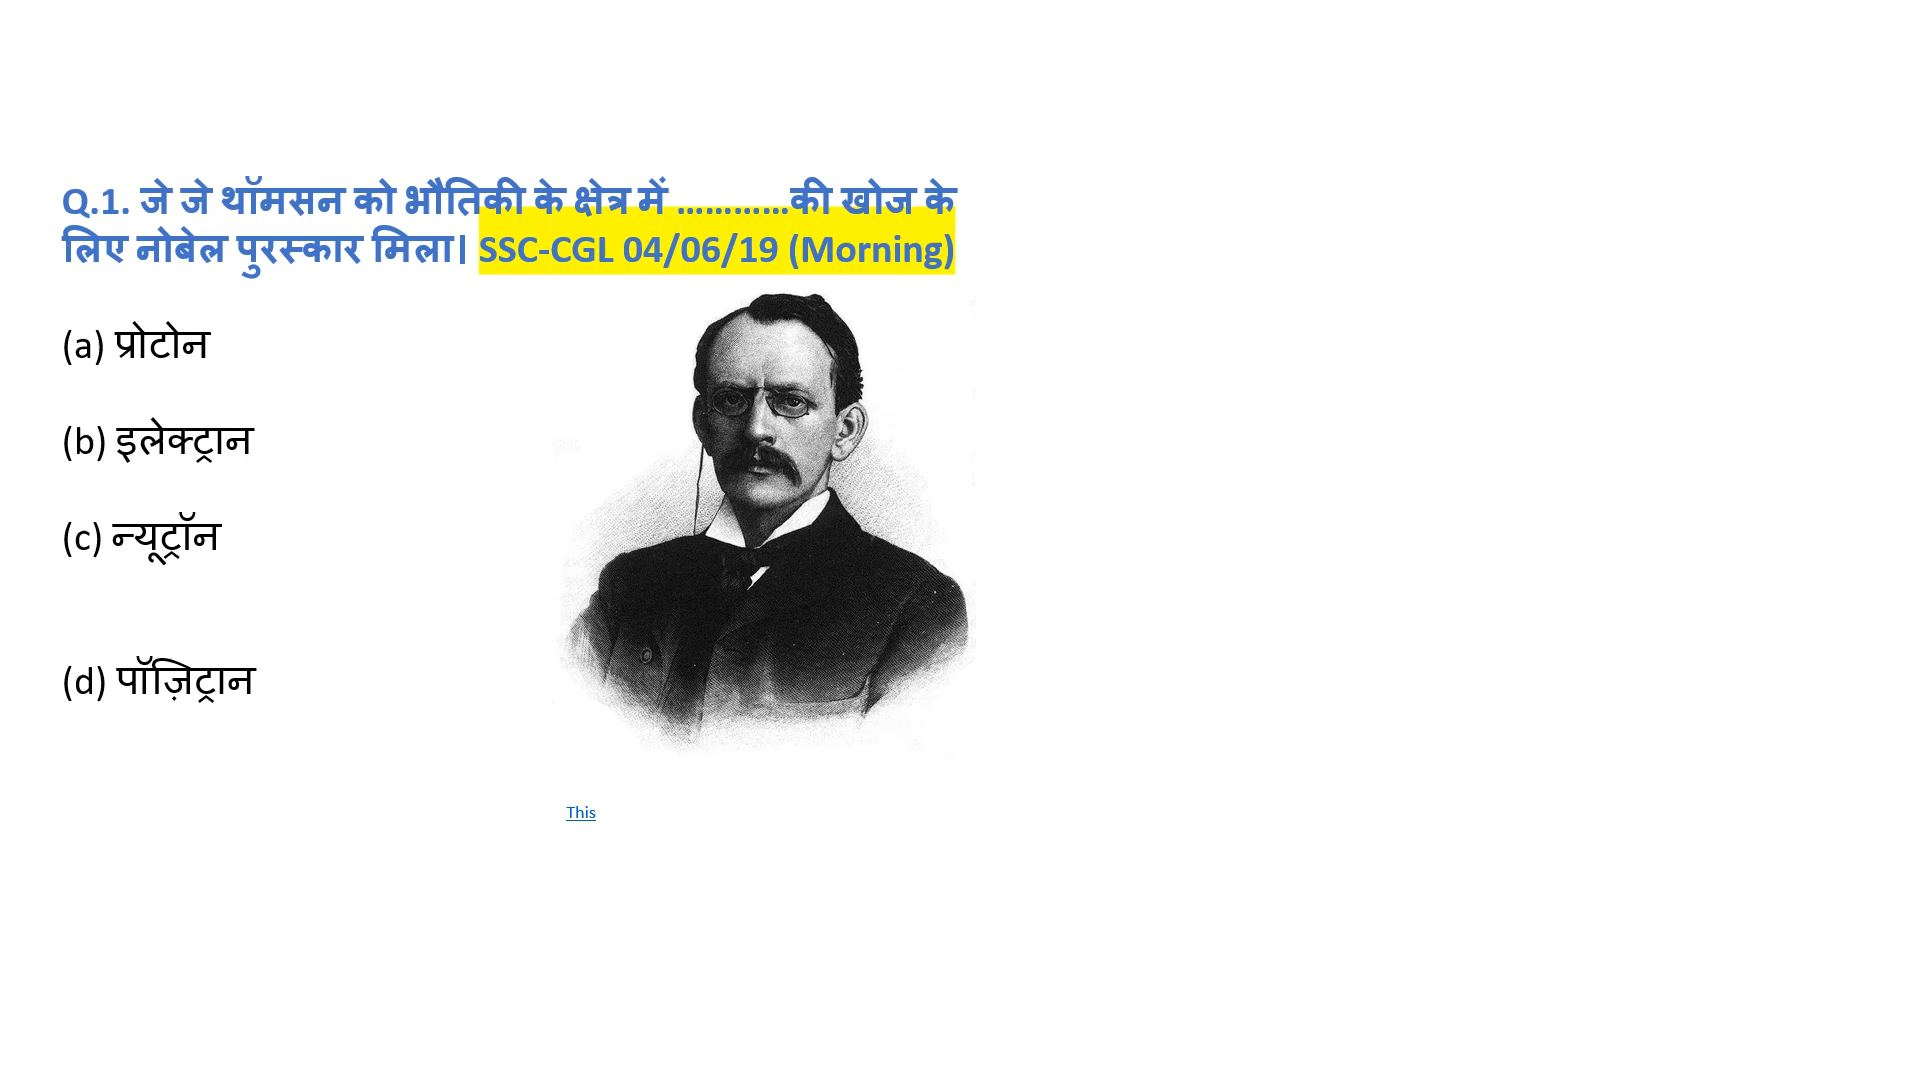 Q.1. जे जे थॉमसन को भौतिकी के क्षेत्र में …………की खोज के
लिए नोबेल पुरस्कार मिला| SSC-CGL 04/06/19 (Morning)
(a) प्रोटोन
(b) इलेक्ट्रान
(c) न्यूट्रॉन
(d) पॉज़िट्रान
This